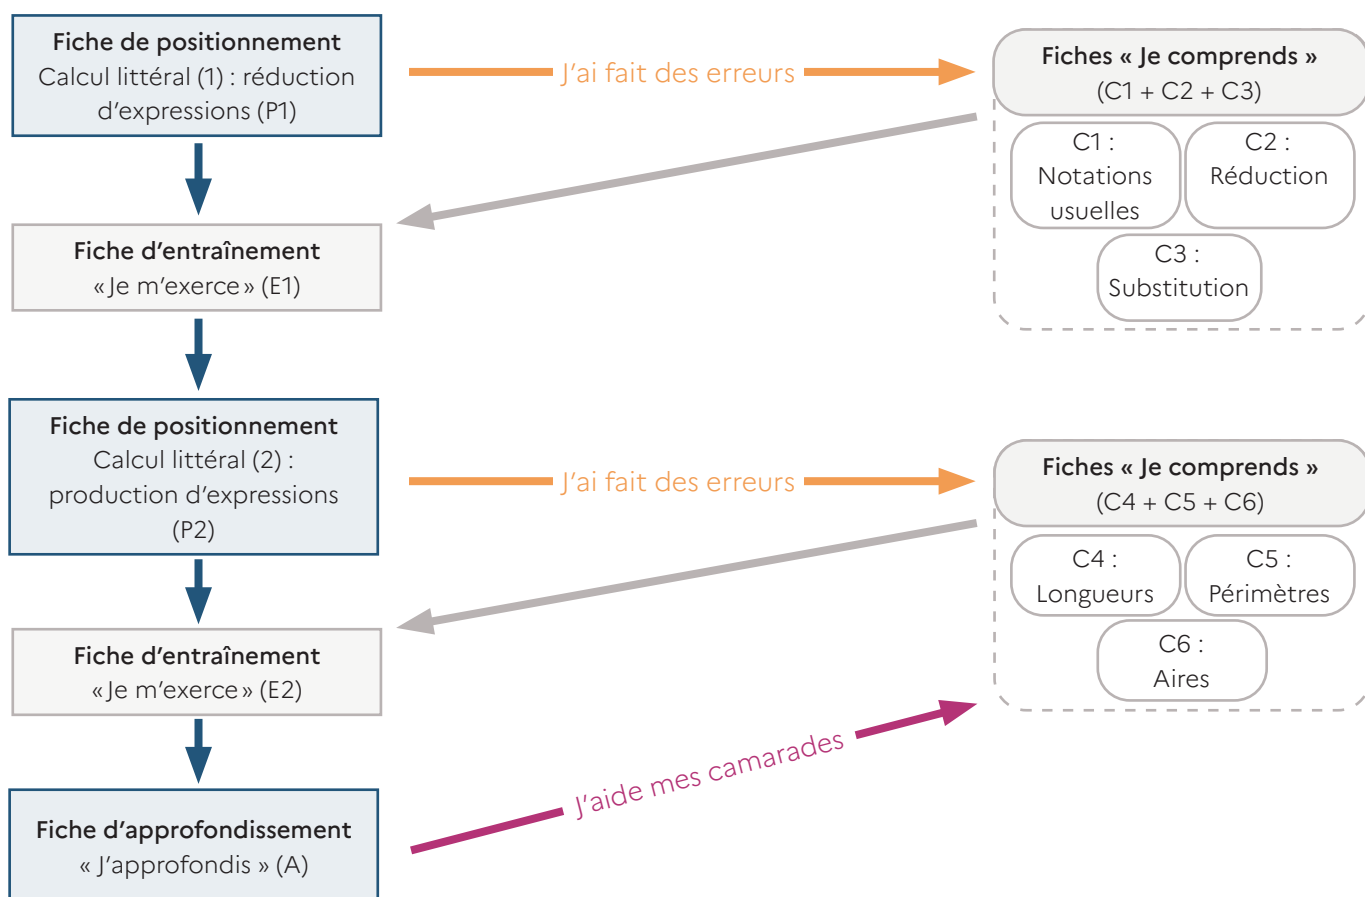 Fiche de positionnement
Calcul littéral (1) : réduction
d'expressions (P1)
J'ai fait des erreurs
Fiches « Je comprends »
(C1 + C2 + C3)
C1 :
Notations
usuelles
C2 :
Réduction
C3 :
Substitution
Fiche d'entraînement
« Je m'exerce » (E1)
Fiche de positionnement
Calcul littéral (2) :
production d'expressions
(P2)
J'ai fait des erreurs
Fiches « Je comprends »
(C4 + C5 + C6)
C4 :
Longueurs
C5 :
Périmètres
C6 :
Aires
Fiche d'entraînement
« Je m'exerce » (E2)
J'aide mes camarades
Fiche d'approfondissement
« J'approfondis » (A)